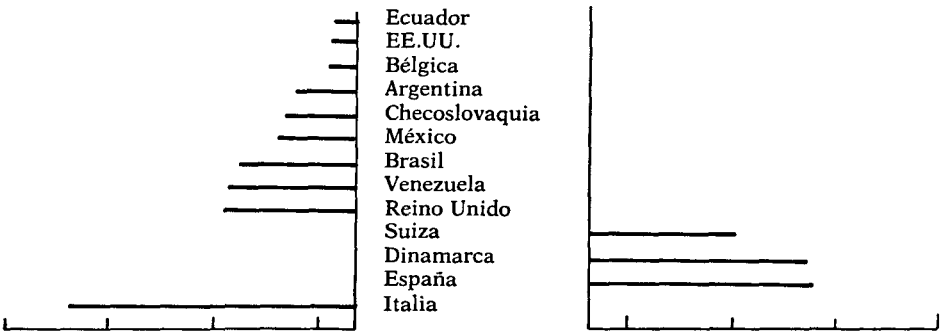 Ecuador
EE.UU.
Bélgica
Argentina
Checoslovaquia
México
Brasil
Venezuela
Reino Unido
Suiza
Dinamarca
España
Italia